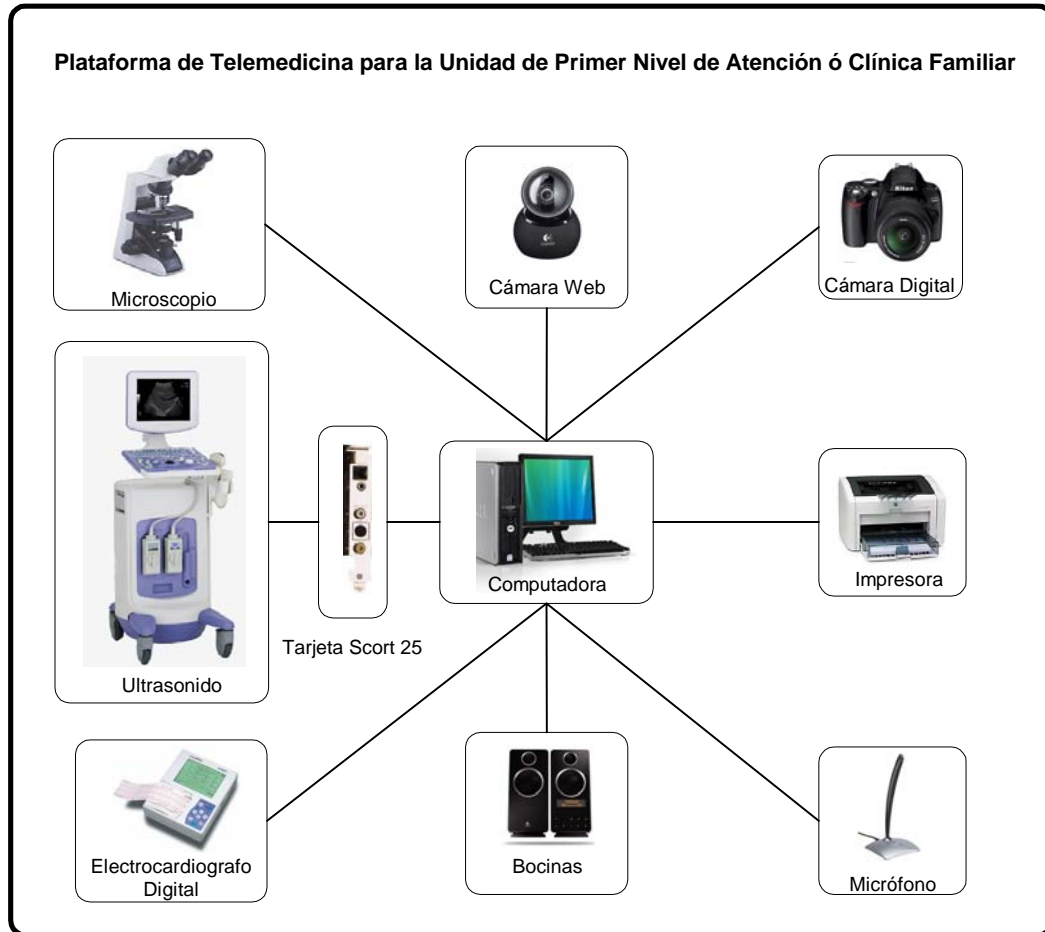 Plataforma de Telemedicina para la Unidad de Primer Nivel de Atención ó Clínica Familiar
Microscopio
Cámara Web
Nikon
Cámara Digital
Ultrasonido
Tarjeta Scort 25
Computadora
Impresora
Electrocardiografo
Digital
Bocinas
Micrófono